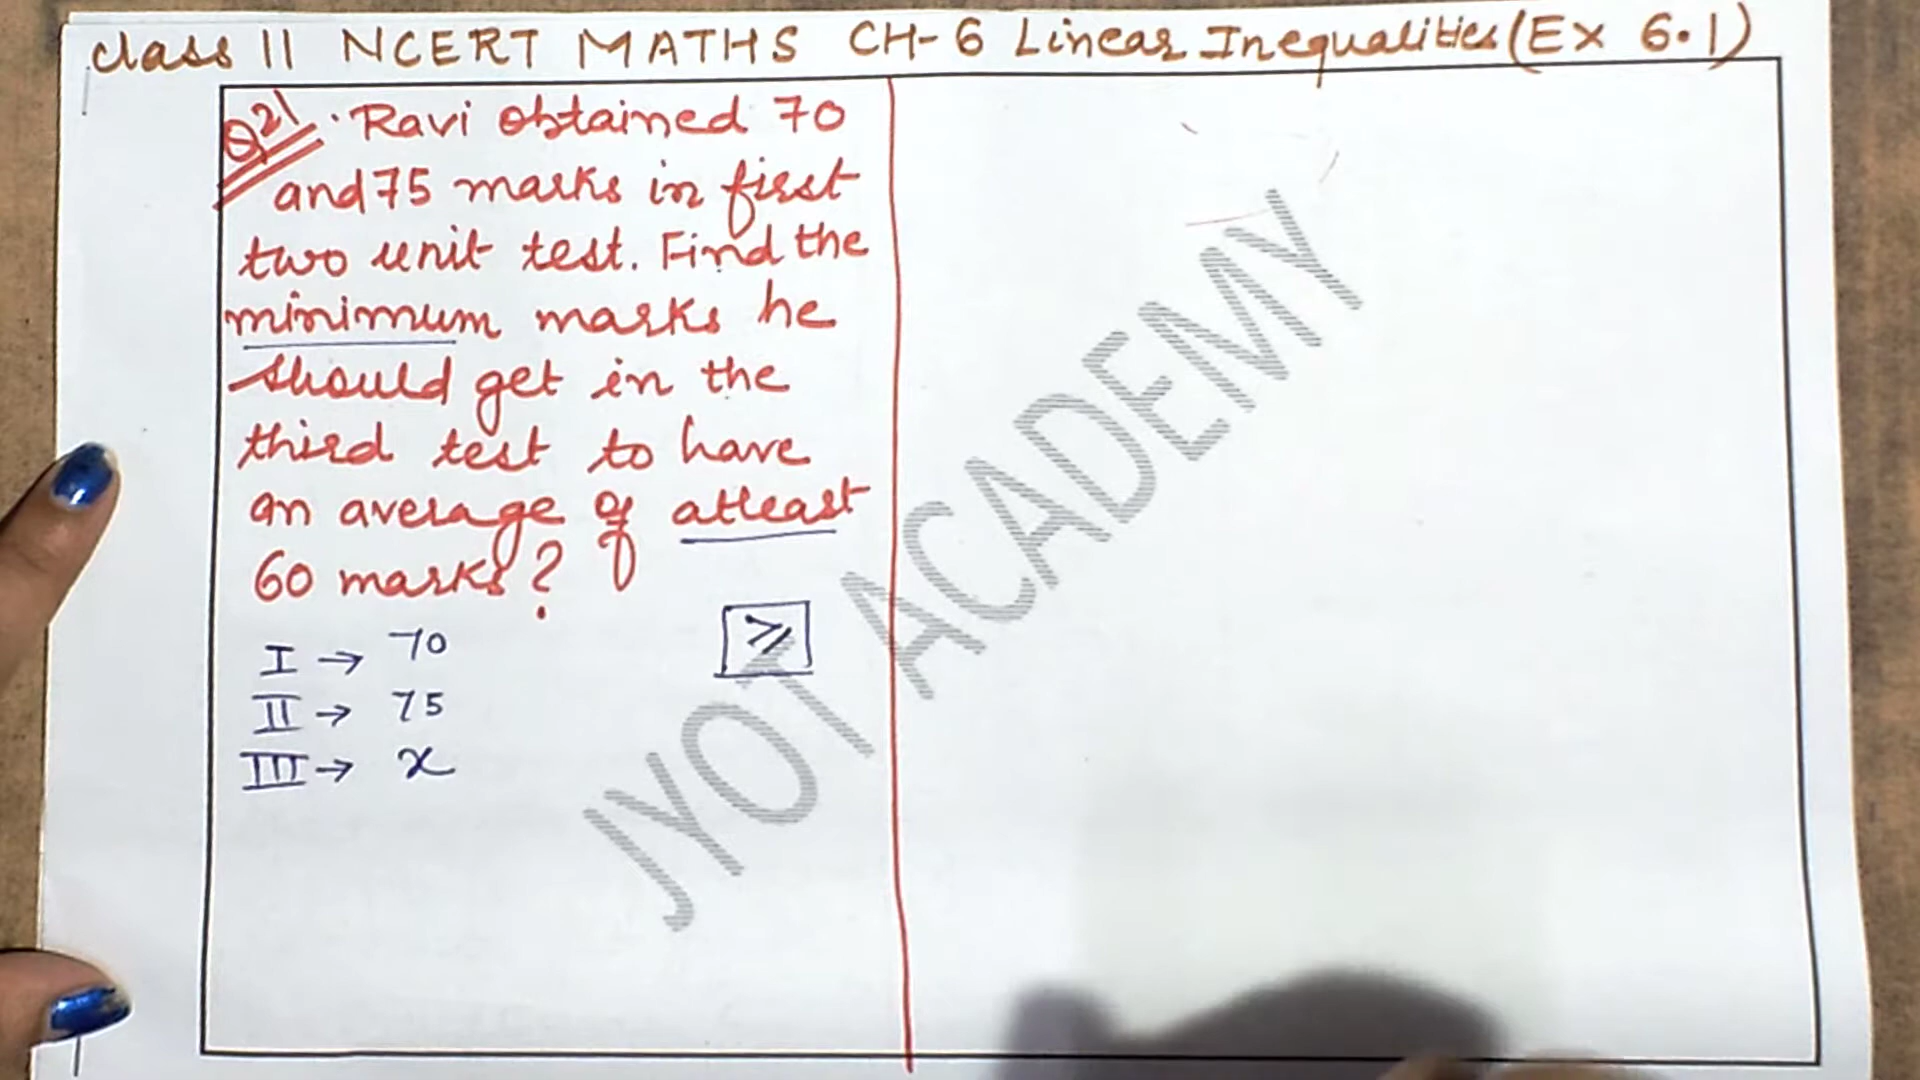 Class 11 NCERT MATHS CH-6 Linear Inequalities (EX 6.1)
Q21. Ravi obtained 70
and 75 marks in first
two unit test. Find the
minimum marks he
should get in the
third test to have
an average of atleast
60 marks?
≥
I → 70
II → 75
III → x
JYOT ACADEMY